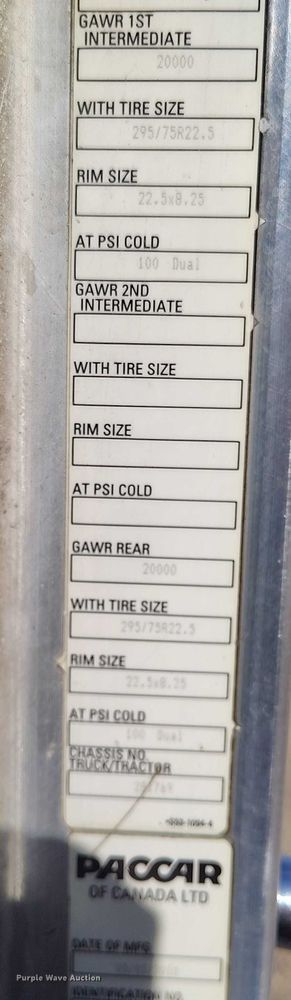 GAWR 1ST
INTERMEDIATE
20000
WITH TIRE SIZE
295/75R22.5
RIM SIZE
22.5x8.25
AT PSI COLD
100 Dual
GAWR 2ND
INTERMEDIATE
WITH TIRE SIZE
RIM SIZE
AT PSI COLD
GAWR REAR
20000
WITH TIRE SIZE
295/75R22.5
RIM SIZE
22.5x8.25
AT PSI COLD
100 Dual
CHASSIS NO.
TRUCK/TRACTOR
PACCAR
OF CANADA LTD
DATE OF MFG
IDENTIFICATION NO.
Purple Wave Auction